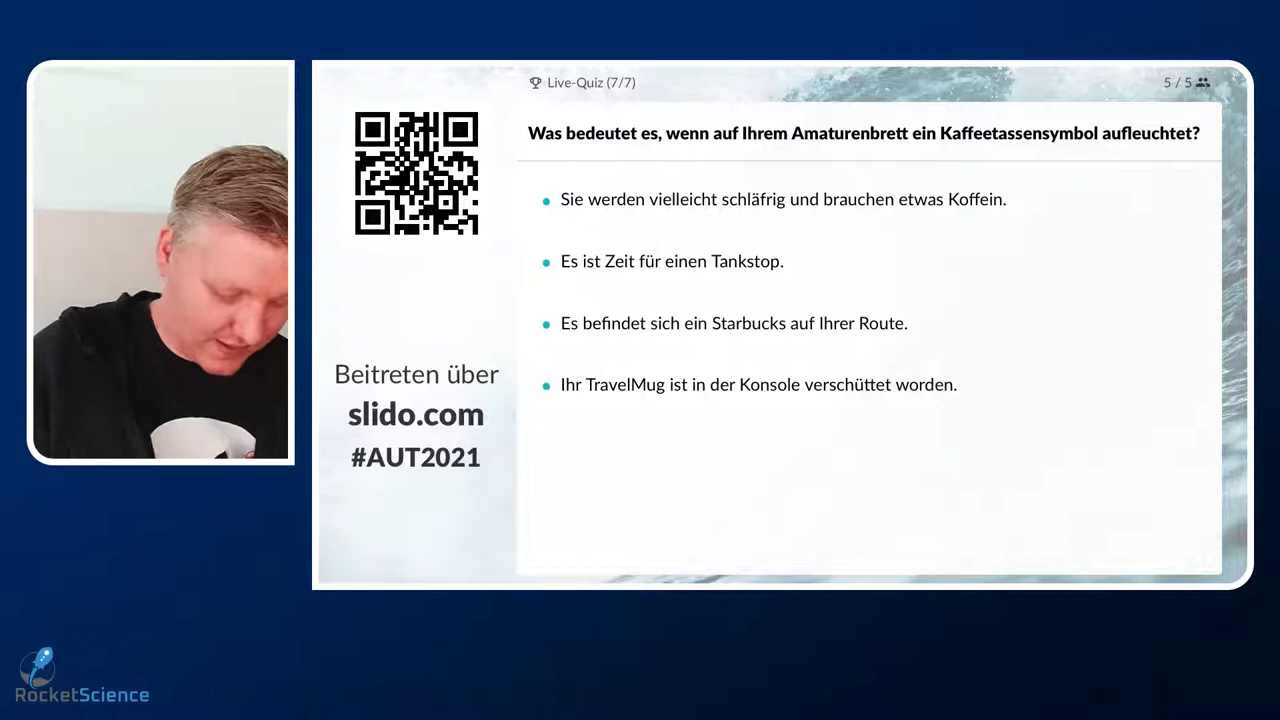 Live-Quiz (7/7)
5 / 5
Was bedeutet es, wenn auf Ihrem Amaturenbrett ein Kaffeetassensymbol aufleuchtet?
Sie werden vielleicht schläfrig und brauchen etwas Koffein.
Es ist Zeit für einen Tankstop.
Es befindet sich ein Starbucks auf Ihrer Route.
Ihr TravelMug ist in der Konsole verschüttet worden.
Beitreten über
slido.com
#AUT2021
RocketScience